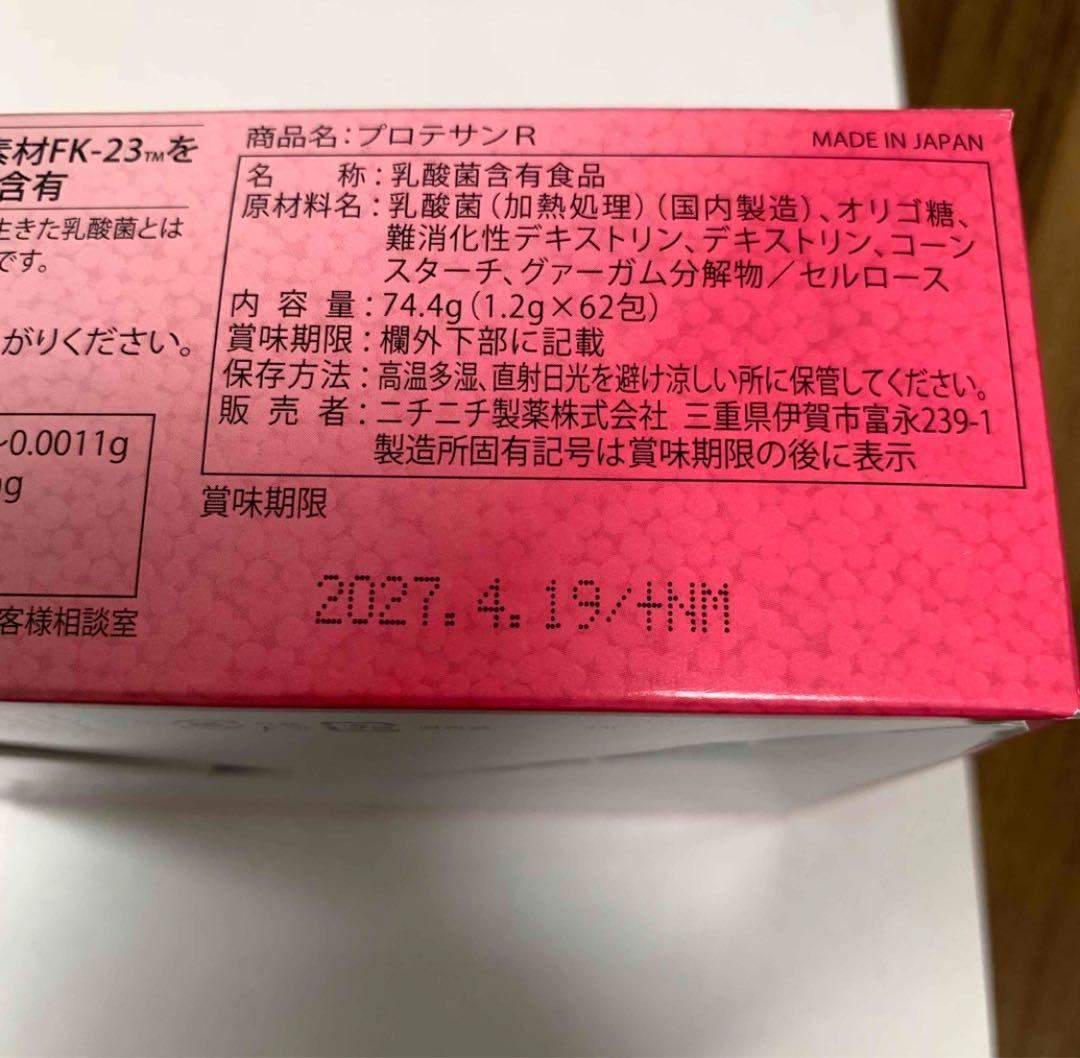 素材FK-23™を
含有
生きた乳酸菌とは
です。
がりください。
~0.0011g
客様相談室
商品名:プロテサンR
MADE IN JAPAN
名　　称:乳酸菌含有食品
原材料名:乳酸菌(加熱処理)(国内製造)、オリゴ糖、
難消化性デキストリン、デキストリン、コーン
スターチ、グァーガム分解物/セルロース
内 容 量:74.4g(1.2g×62包)
賞味期限:欄外下部に記載
保存方法:高温多湿、直射日光を避け涼しい所に保管してください。
販 売 者:ニチニチ製薬株式会社 三重県伊賀市富永239-1
製造所固有記号は賞味期限の後に表示
賞味期限
2027.4.19/+NM